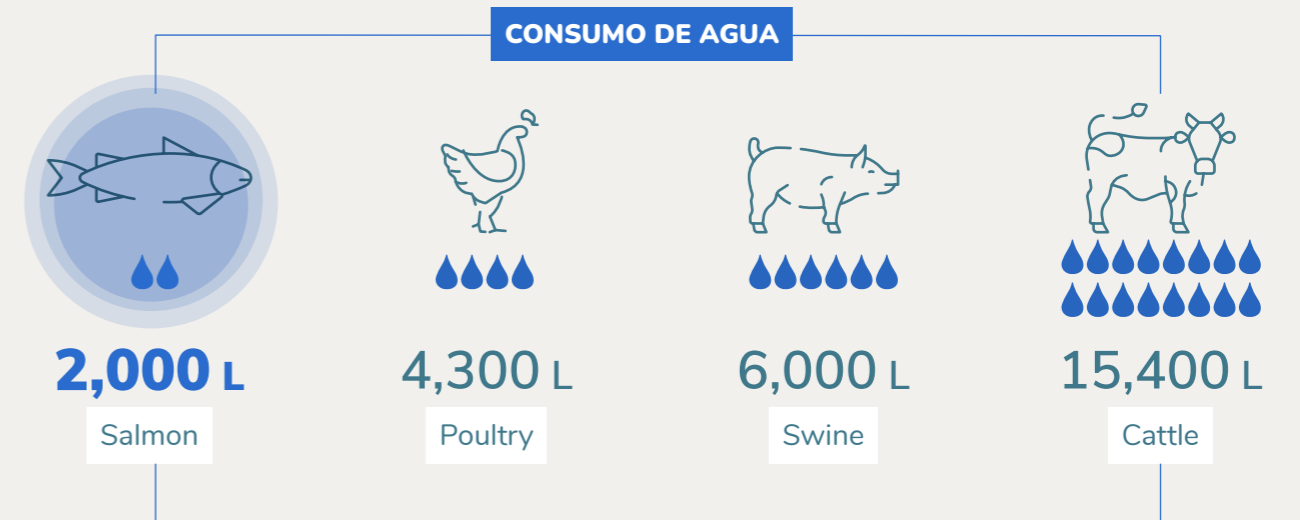 CONSUMO DE AGUA
2,000 L
4,300 L
6,000 L
15,400 L
Salmon
Poultry
Swine
Cattle